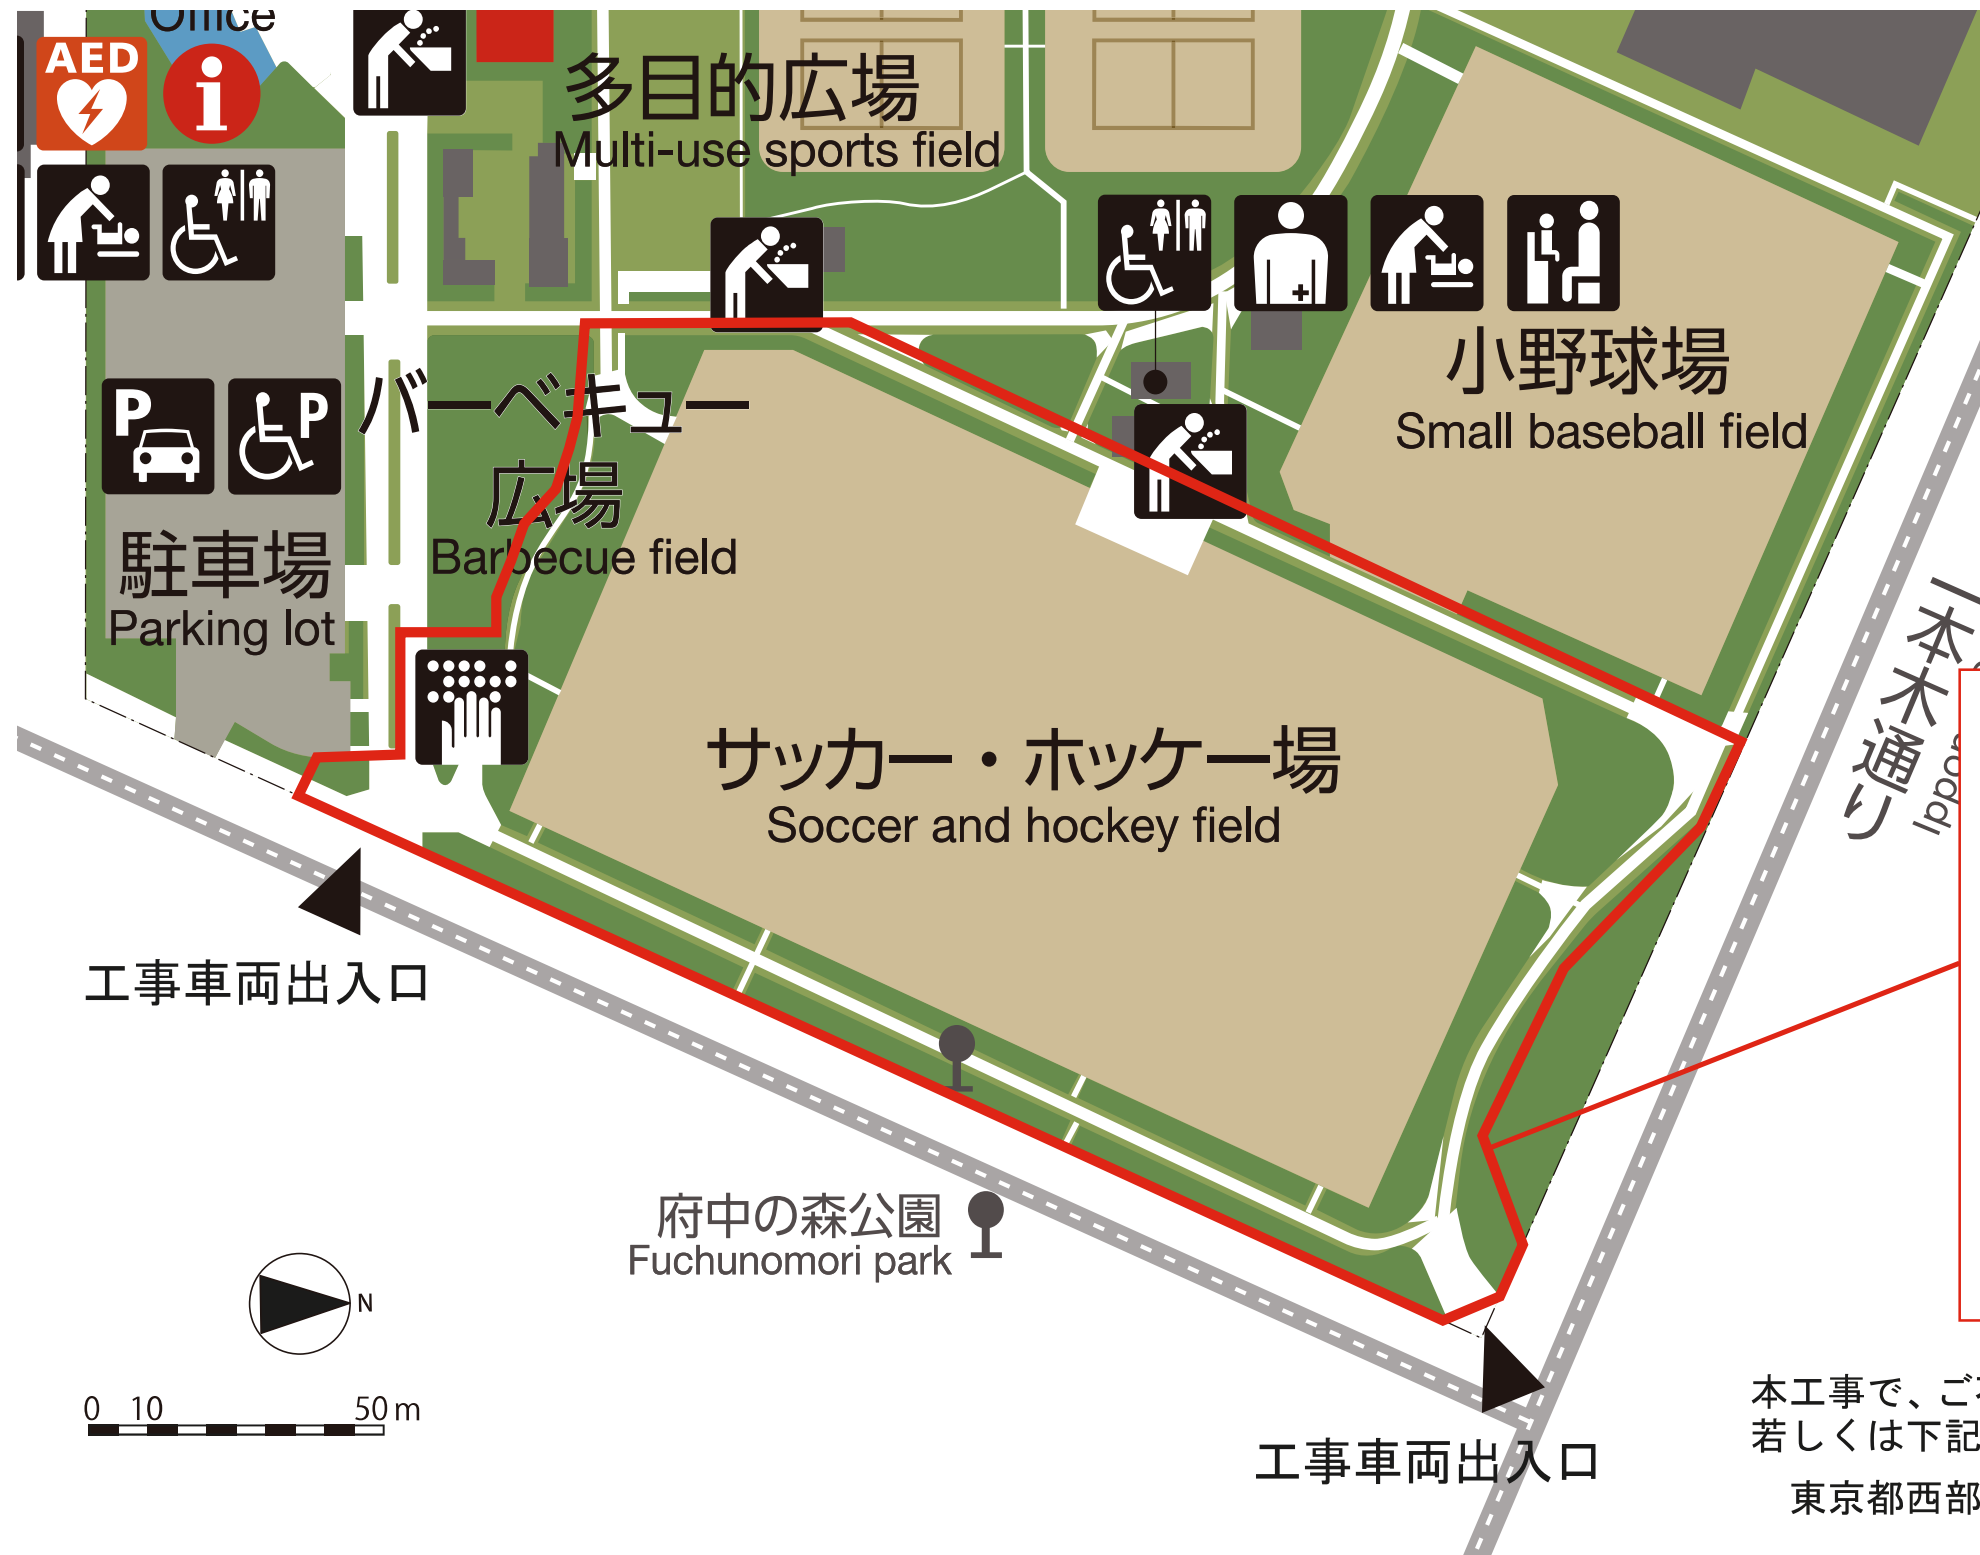 Office
AED
i
多目的広場
Multi-use sports field
小野球場
Small baseball field
バーベキュー
広場
Barbecue field
P
P
駐車場
Parking lot
サッカー・ホッケー場
Soccer and hockey field
一本木通り
Ippon
工事車両出入口
府中の森公園
Fuchunomori park
N
0 10 50 m
工事車両出入口
本工事で、ご
若しくは下記
東京都西部